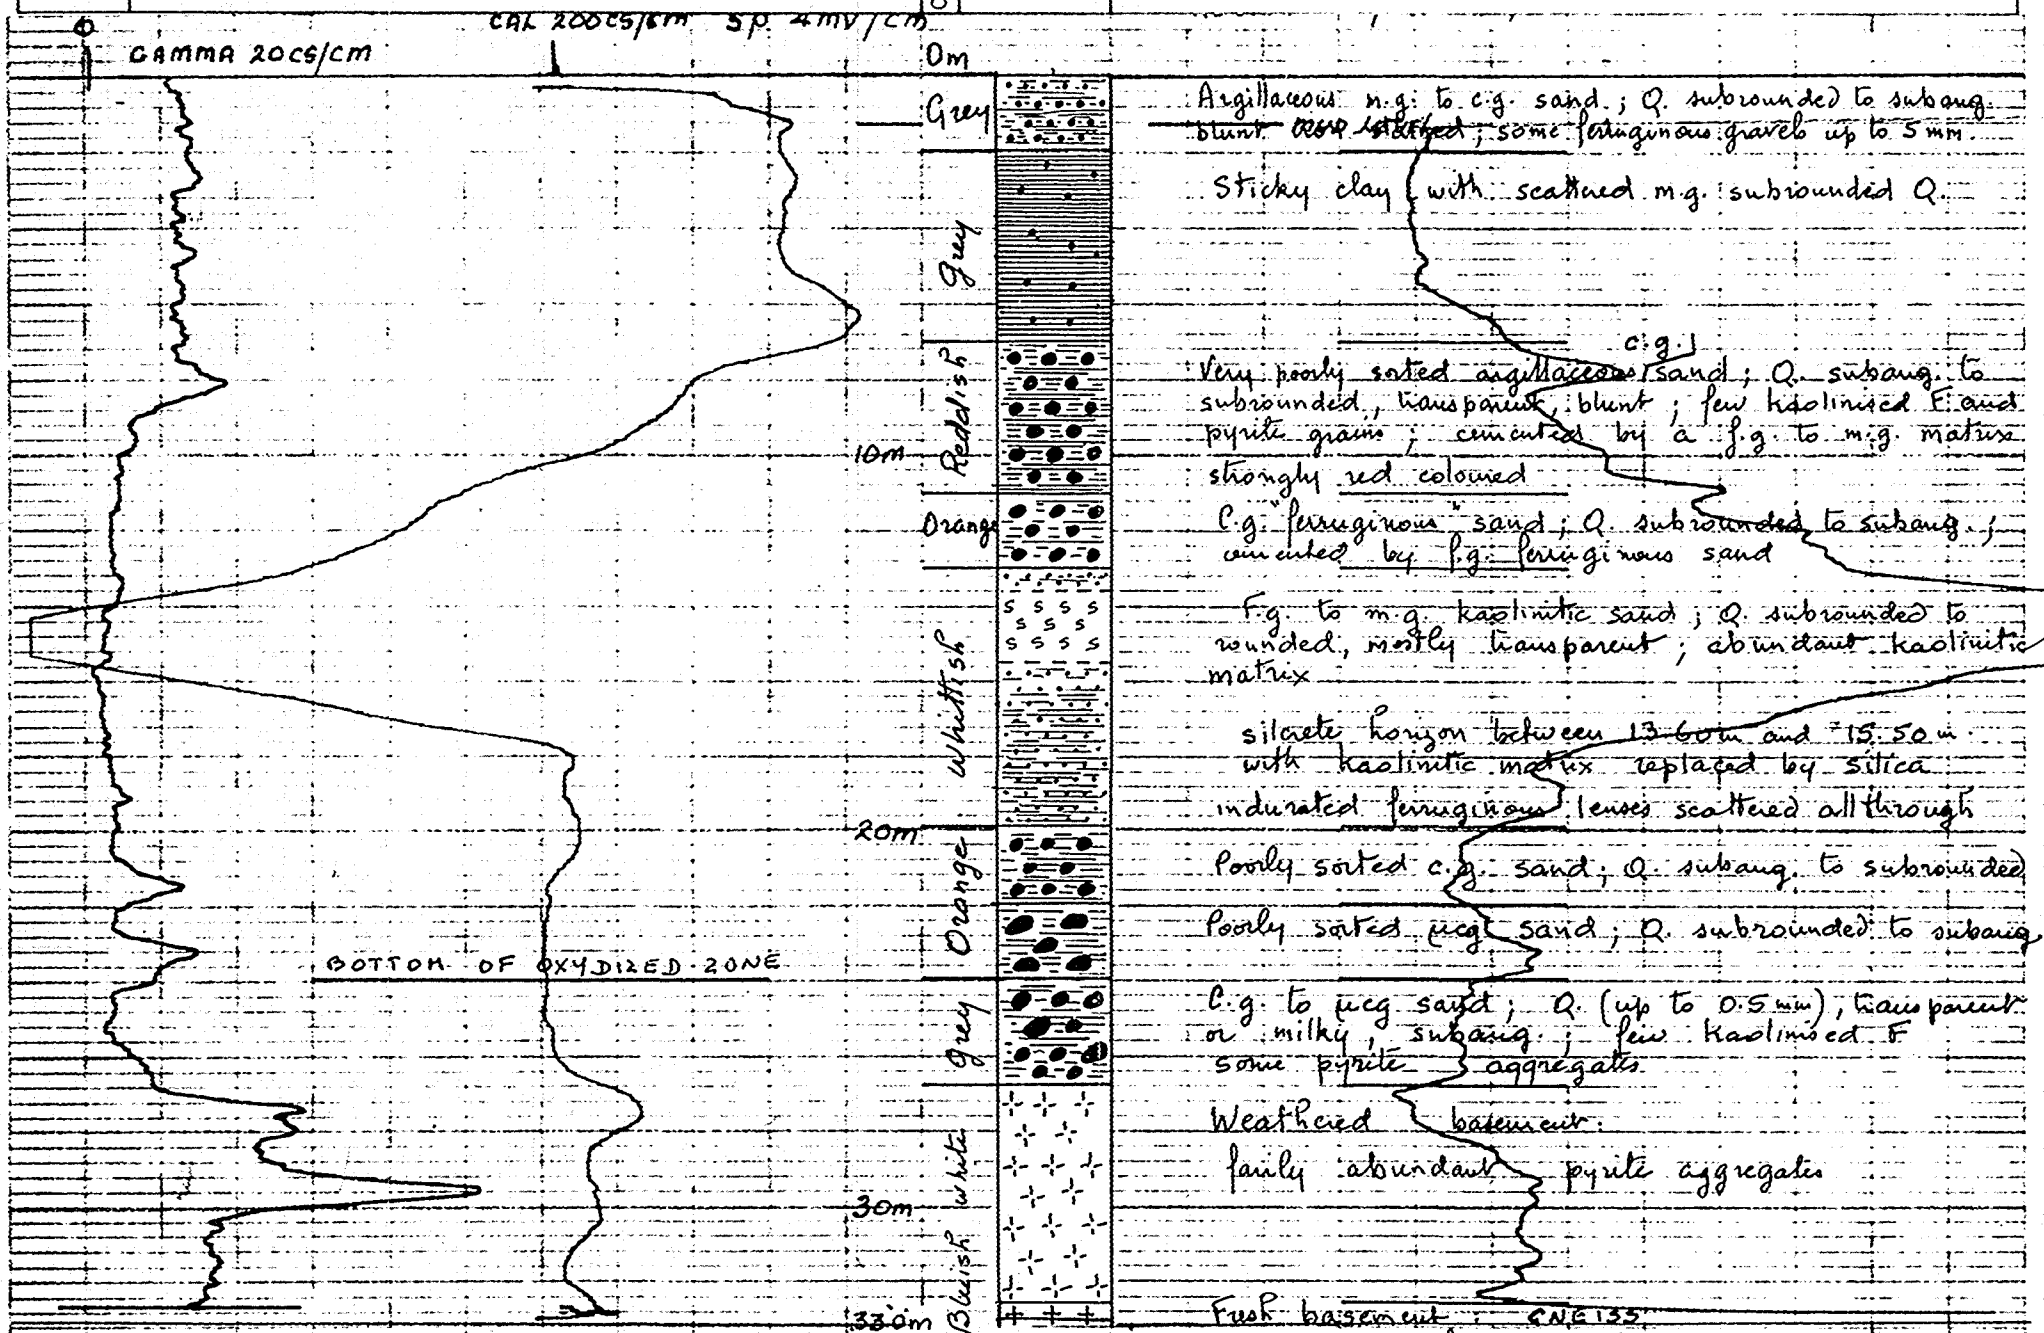 CAL 200CS/cm SP. 4mV/cm
GAMMA 20CS/CM
0m
Grey
Argillaceous m.g. to c.g. sand ; Q. subrounded to subang.
blunt ; some ferruginous gravels up to 5 mm.
Grey
Sticky clay with scattered m.g. subrounded Q.
Reddish
c.g.
Very poorly sorted argillaceous sand ; Q. subang. to
subrounded, transparent, blunt ; few kaolinised F and
pyrite grains ; cemented by a f.g. to m.g. matrix
10m
strongly red coloured
Orange
C.g. "ferruginous" sand ; Q. subrounded to subang. ;
cemented by f.g. ferruginous sand
Whitish
F.g. to m.g. kaolinitic sand ; Q. subrounded to
rounded, mostly transparent ; abundant kaolinitic
matrix
silcrete horizon between 13.60m and 15.50m
with kaolinitic matrix replaced by silica
indurated ferruginous lenses scattered all through
20m
Orange
Poorly sorted c.g. sand ; Q. subang. to subrounded
Poorly sorted µcg sand ; Q. subrounded to subang
BOTTOM OF OXYDIZED ZONE
Grey
C.g. to µcg sand ; Q. (up to 0.5 mm), transparent
or milky, subang. ; few kaolinised F
some pyrite aggregates
Bluish white
Weathered basement.
fairly abundant pyrite aggregates
30m
33.0m
Fresh basement : CNE135